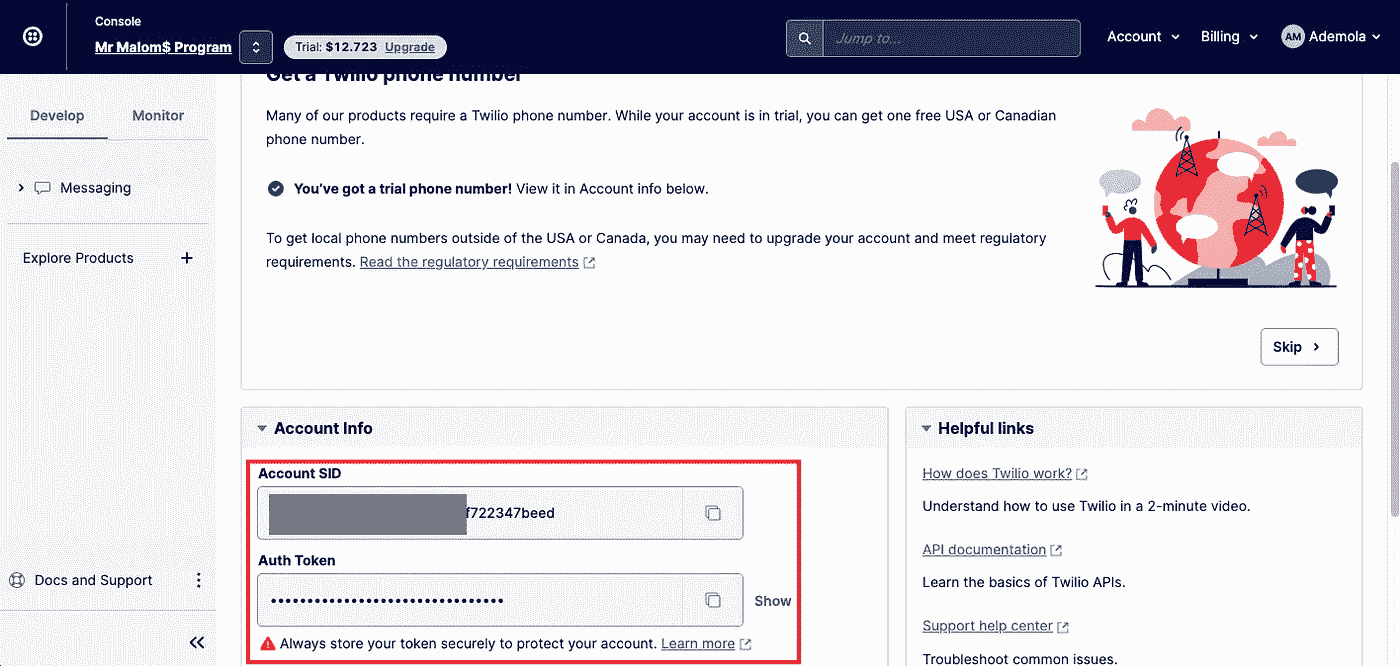 Console
Mr Malom$ Program
Trial: $12.723 Upgrade
Jump to...
Account
Billing
AM
Ademola
Develop
Monitor
Messaging
Explore Products
Docs and Support
Get a Twilio phone number
Many of our products require a Twilio phone number. While your account is in trial, you can get one free USA or Canadian
phone number.
You've got a trial phone number! View it in Account info below.
To get local phone numbers outside of the USA or Canada, you may need to upgrade your account and meet regulatory
requirements. Read the regulatory requirements
Skip
Account Info
Account SID
f722347beed
Auth Token
••••••••••••••••••••••••••••••••
Show
Always store your token securely to protect your account. Learn more
Helpful links
How does Twilio work?
Understand how to use Twilio in a 2-minute video.
API documentation
Learn the basics of Twilio APIs.
Support help center
Troubleshoot common issues.